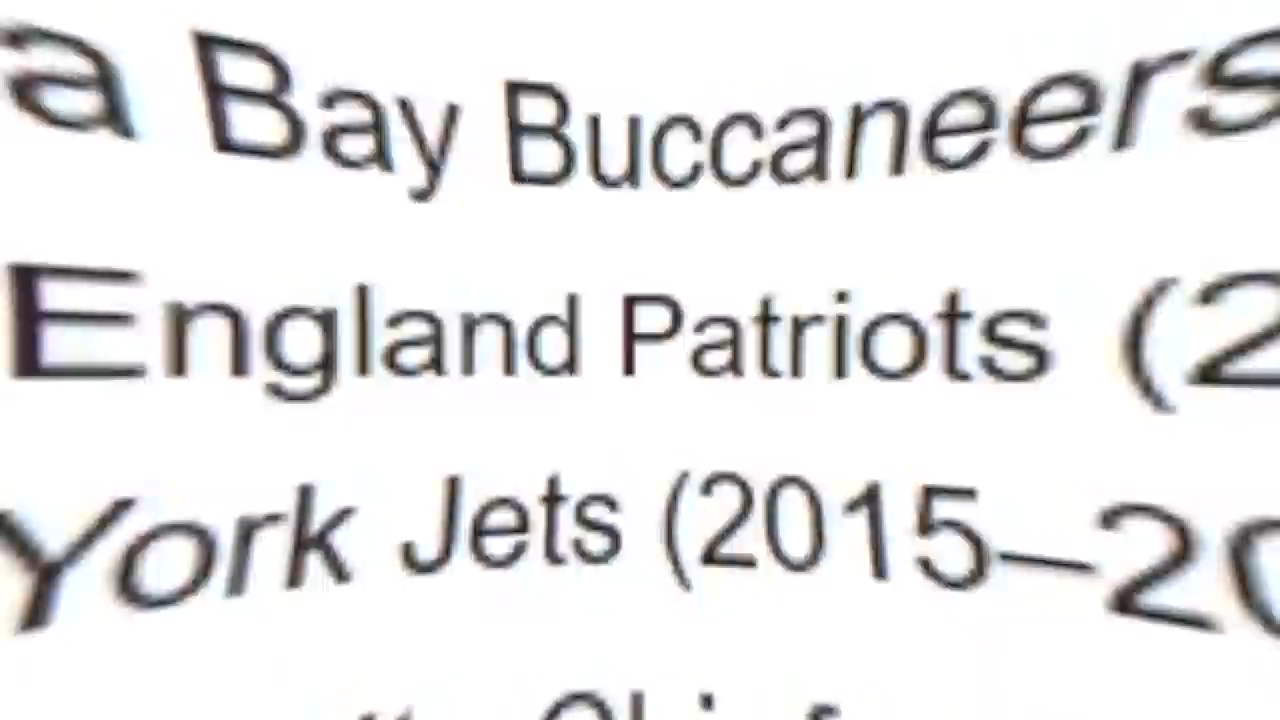 a Bay Buccaneers
England Patriots (2
York Jets (2015–20